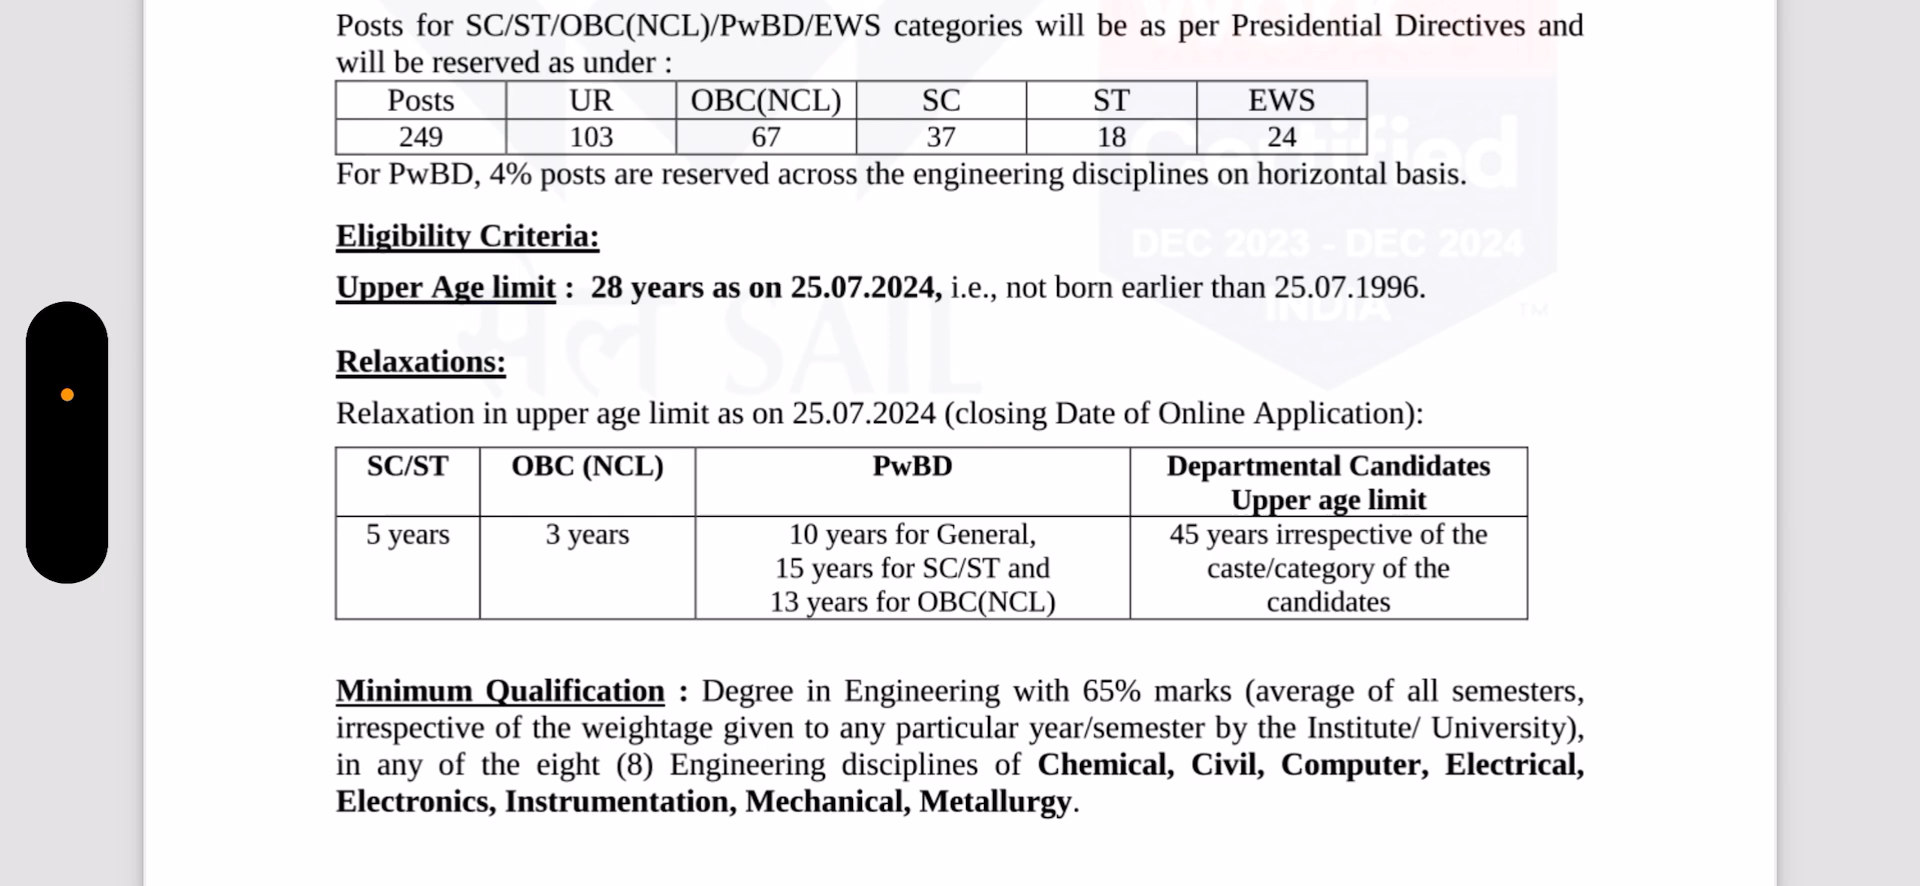 Posts for SC/ST/OBC(NCL)/PwBD/EWS categories will be as per Presidential Directives and
will be reserved as under :
Posts UR OBC(NCL) SC ST EWS
249 103 67 37 18 24
For PwBD, 4% posts are reserved across the engineering disciplines on horizontal basis.
Certified
Eligibility Criteria:
DEC 2023 - DEC 2024
Upper Age limit : 28 years as on 25.07.2024, i.e., not born earlier than 25.07.1996.
INDIA TM
सेल SAIL
Relaxations:
Relaxation in upper age limit as on 25.07.2024 (closing Date of Online Application):
SC/ST OBC (NCL) PwBD Departmental Candidates
Upper age limit
5 years 3 years 10 years for General, 45 years irrespective of the
15 years for SC/ST and caste/category of the
13 years for OBC(NCL) candidates
Minimum Qualification : Degree in Engineering with 65% marks (average of all semesters,
irrespective of the weightage given to any particular year/semester by the Institute/ University),
in any of the eight (8) Engineering disciplines of Chemical, Civil, Computer, Electrical,
Electronics, Instrumentation, Mechanical, Metallurgy.